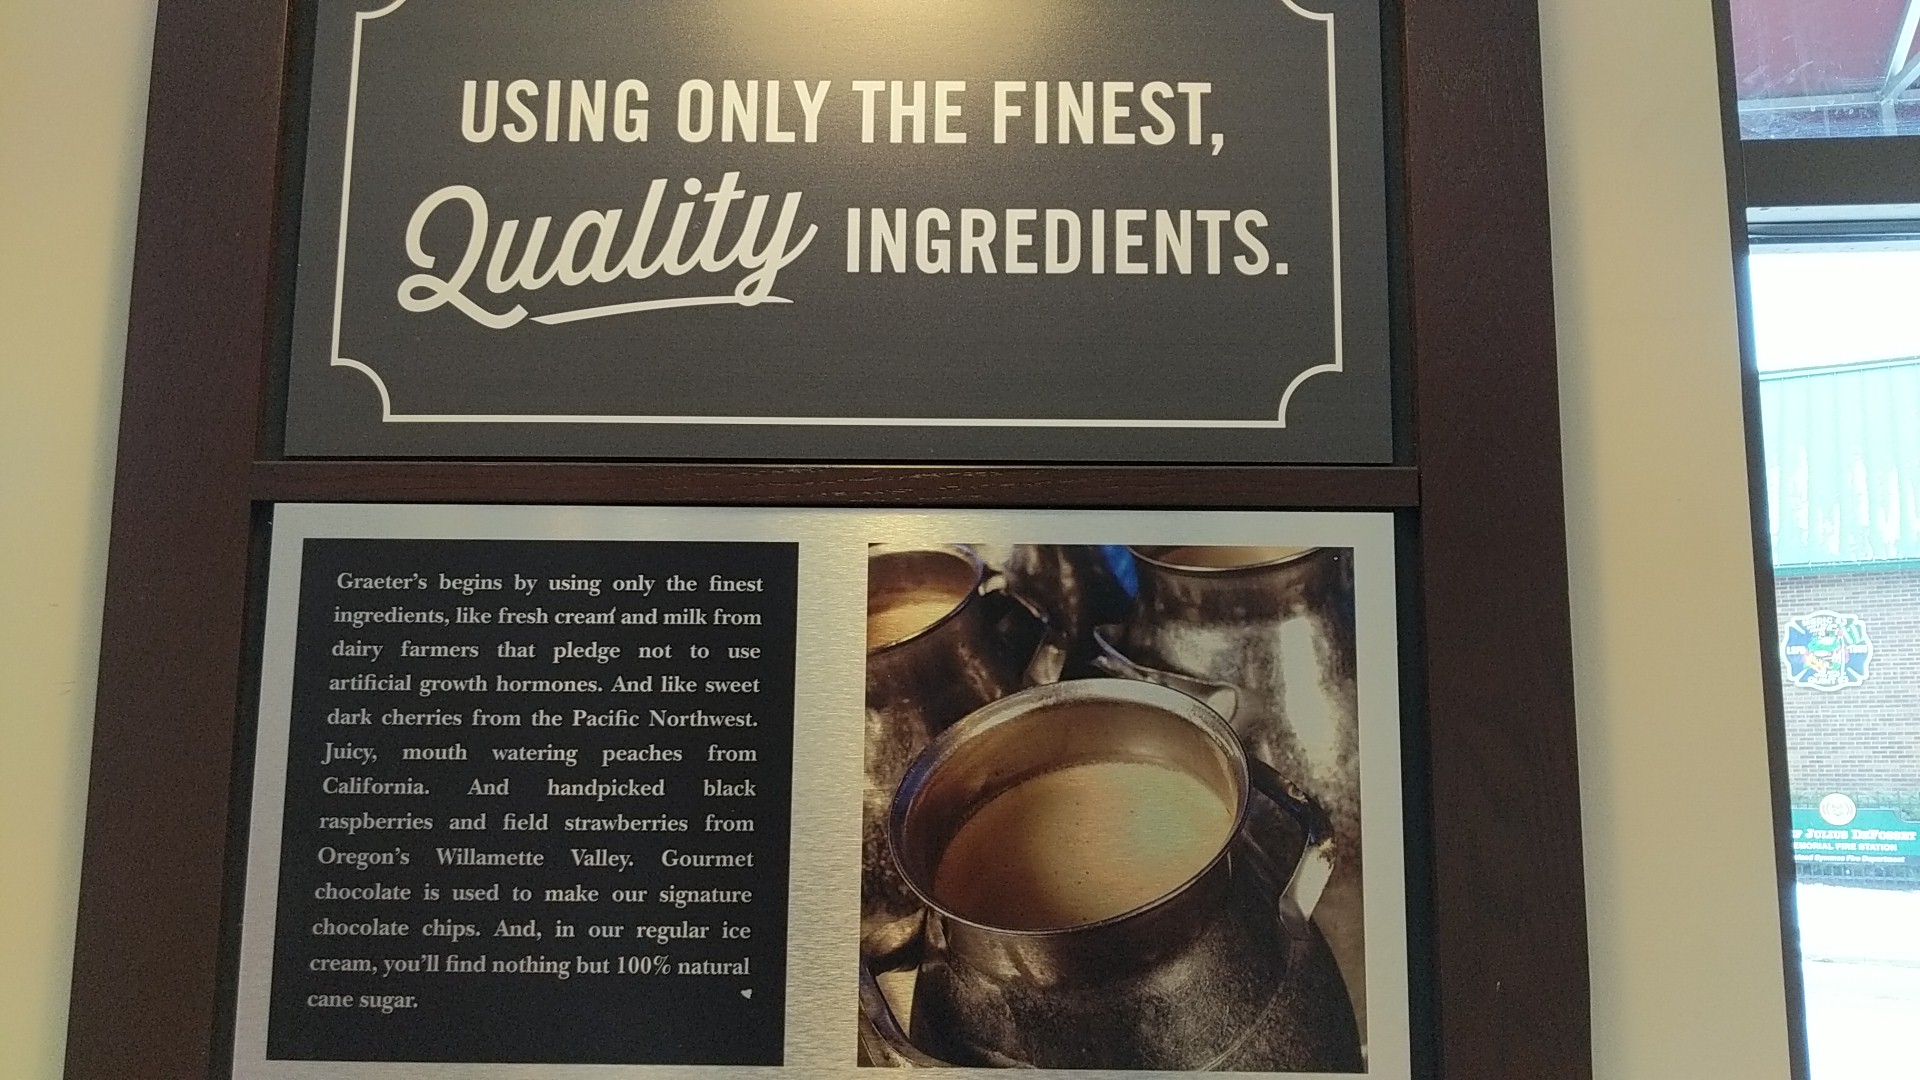 USING ONLY THE FINEST,
Quality INGREDIENTS.
Graeter's begins by using only the finest
ingredients, like fresh cream and milk from
dairy farmers that pledge not to use
artificial growth hormones. And like sweet
dark cherries from the Pacific Northwest.
Juicy, mouth watering peaches from
California. And handpicked black
raspberries and field strawberries from
Oregon's Willamette Valley. Gourmet
chocolate is used to make our signature
chocolate chips. And, in our regular ice
cream, you'll find nothing but 100% natural
cane sugar.
JULIUS DEFOSSET
FIRE STATION
Fire Department